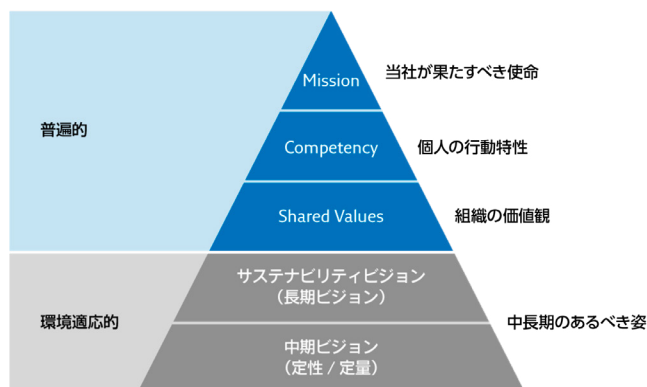 Mission
当社が果たすべき使命
普遍的
Competency
個人の行動特性
Shared Values
組織の価値観
サステナビリティビジョン
（長期ビジョン）
環境適応的
中長期のあるべき姿
中期ビジョン
（定性 / 定量）